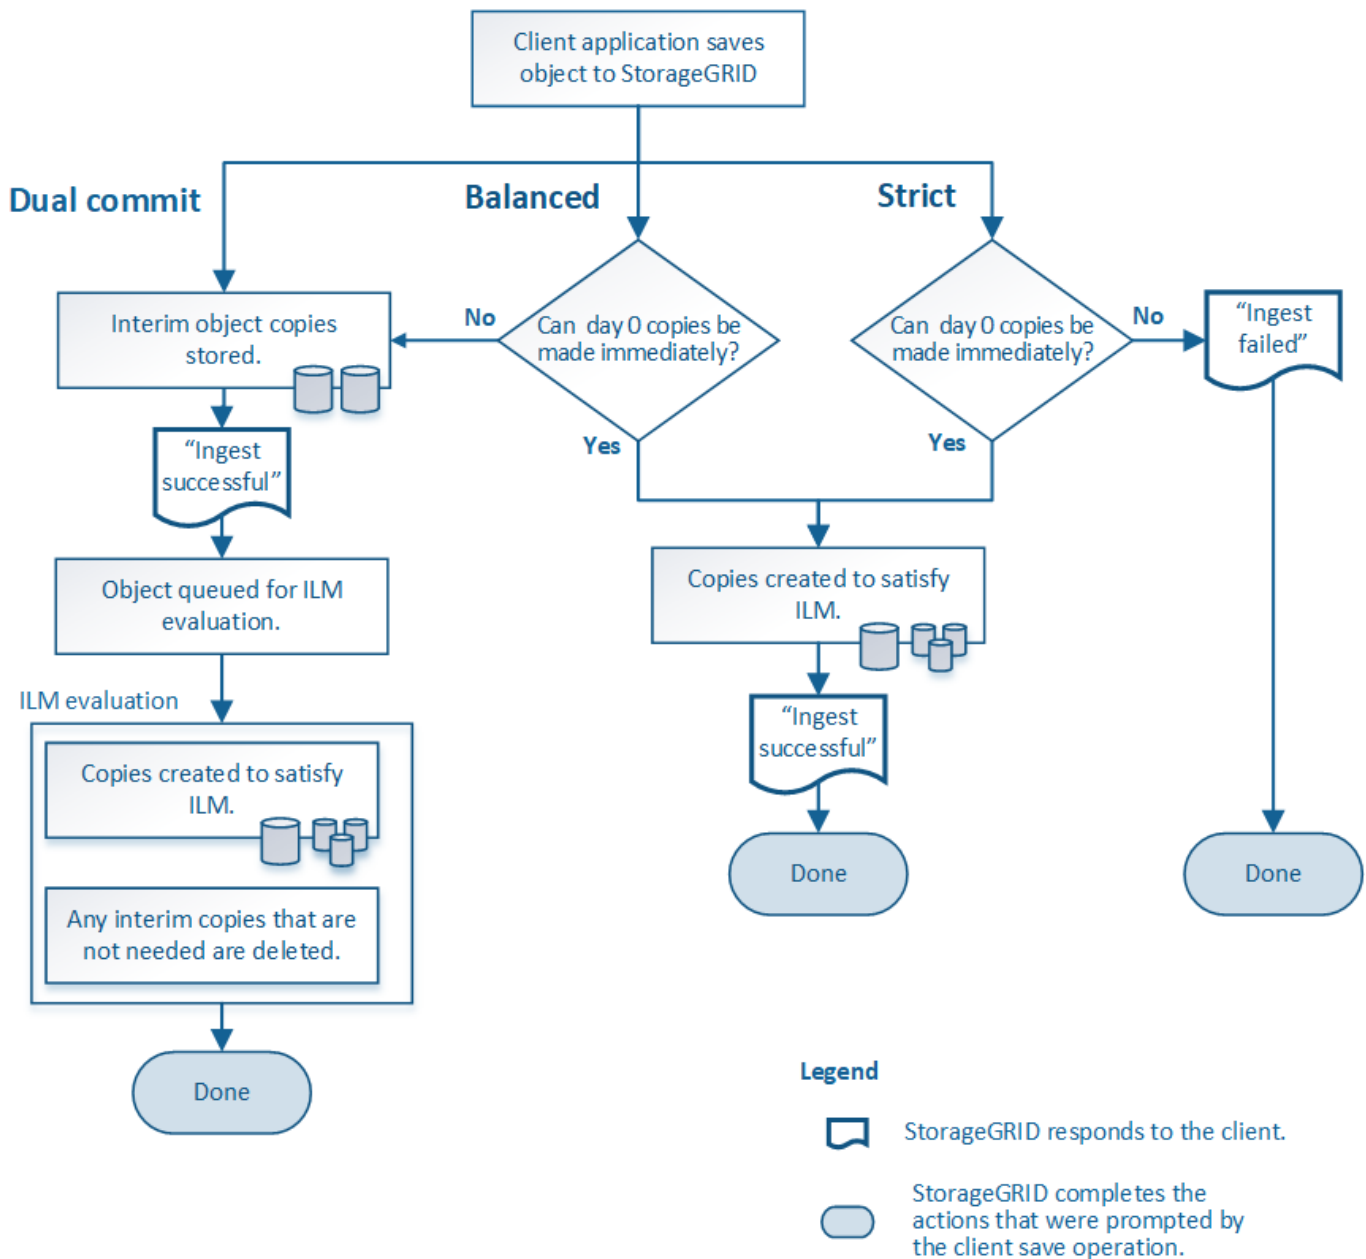 Client application saves
object to StorageGRID
Dual commit
Balanced
Strict
Interim object copies
stored.
No
Can day 0 copies be
made immediately?
Can day 0 copies be
made immediately?
No
“Ingest
failed”
Yes
Yes
“Ingest
successful”
Object queued for ILM
evaluation.
Copies created to satisfy
ILM.
ILM evaluation
“Ingest
successful”
Copies created to satisfy
ILM.
Done
Done
Any interim copies that are
not needed are deleted.
Done
Legend
StorageGRID responds to the client.
StorageGRID completes the
actions that were prompted by
the client save operation.